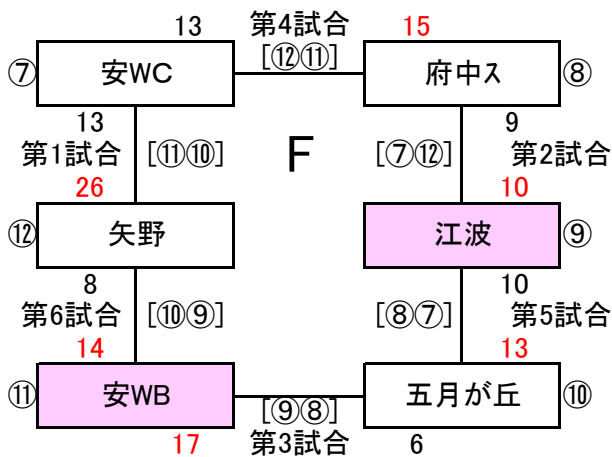 13 第4試合 15
⑦ 安WC [⑫⑪] 府中ス ⑧
13 9
第1試合 [⑪⑩] F [⑦⑫] 第2試合
26 10
⑫ 矢野 江波 ⑨
8 10
第6試合 [⑩⑨] [⑧⑦] 第5試合
14 13
⑪ 安WB [⑨⑧] 五月が丘 ⑩
17 第3試合 6